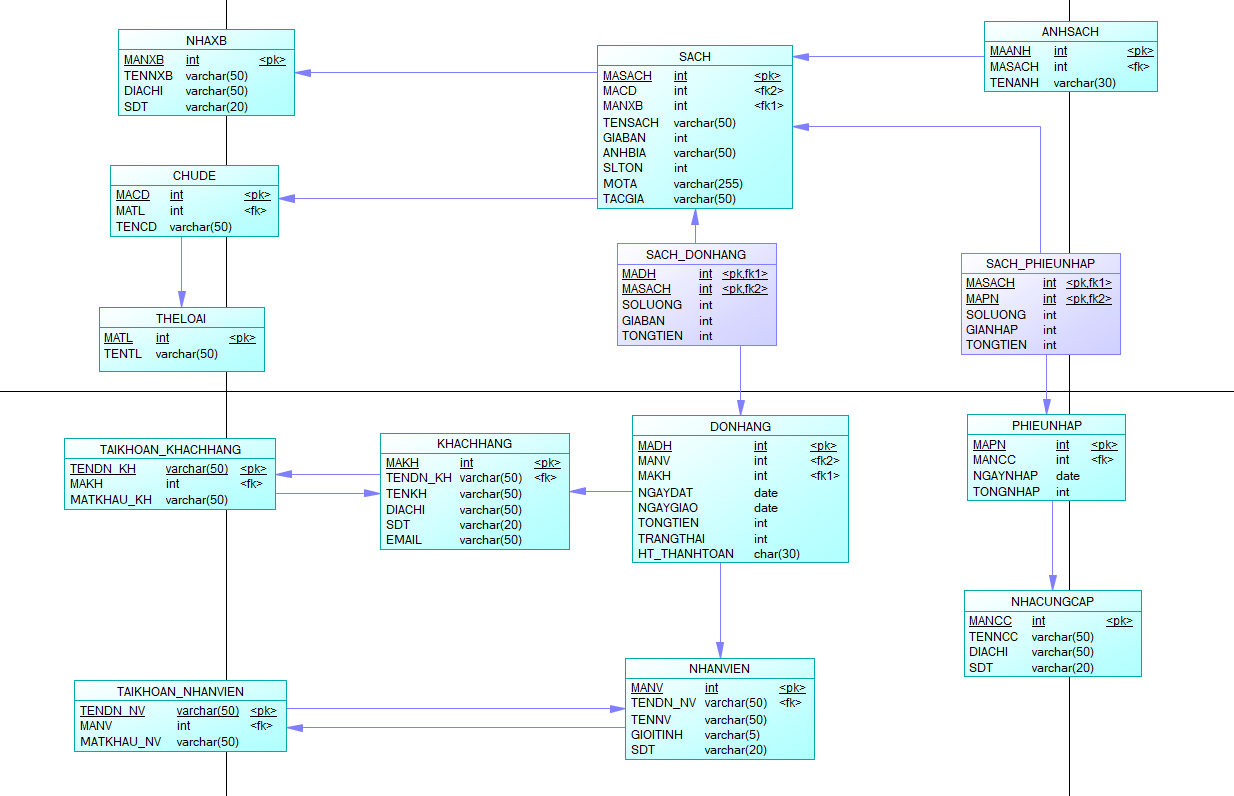 NHAXB
MANXB int <pk>
TENNXB varchar(50)
DIACHI varchar(50)
SDT varchar(20)
SACH
MASACH int <pk>
MACD int <fk2>
MANXB int <fk1>
TENSACH varchar(50)
GIABAN int
ANHBIA varchar(50)
SLTON int
MOTA varchar(255)
TACGIA varchar(50)
ANHSACH
MAANH int <pk>
MASACH int <fk>
TENANH varchar(30)
CHUDE
MACD int <pk>
MATL int <fk>
TENCD varchar(50)
SACH_DONHANG
MADH int <pk,fk1>
MASACH int <pk,fk2>
SOLUONG int
GIABAN int
TONGTIEN int
SACH_PHIEUNHAP
MASACH int <pk,fk1>
MAPN int <pk,fk2>
SOLUONG int
GIANHAP int
TONGTIEN int
THELOAI
MATL int <pk>
TENTL varchar(50)
TAIKHOAN_KHACHHANG
TENDN_KH varchar(50) <pk>
MAKH int <fk>
MATKHAU_KH varchar(50)
KHACHHANG
MAKH int <pk>
TENDN_KH varchar(50) <fk>
TENKH varchar(50)
DIACHI varchar(50)
SDT varchar(20)
EMAIL varchar(50)
DONHANG
MADH int <pk>
MANV int <fk2>
MAKH int <fk1>
NGAYDAT date
NGAYGIAO date
TONGTIEN int
TRANGTHAI int
HT_THANHTOAN char(30)
PHIEUNHAP
MAPN int <pk>
MANCC int <fk>
NGAYNHAP date
TONGNHAP int
NHACUNGCAP
MANCC int <pk>
TENNCC varchar(50)
DIACHI varchar(50)
SDT varchar(20)
TAIKHOAN_NHANVIEN
TENDN_NV varchar(50) <pk>
MANV int <fk>
MATKHAU_NV varchar(50)
NHANVIEN
MANV int <pk>
TENDN_NV varchar(50) <fk>
TENNV varchar(50)
GIOITINH varchar(5)
SDT varchar(20)